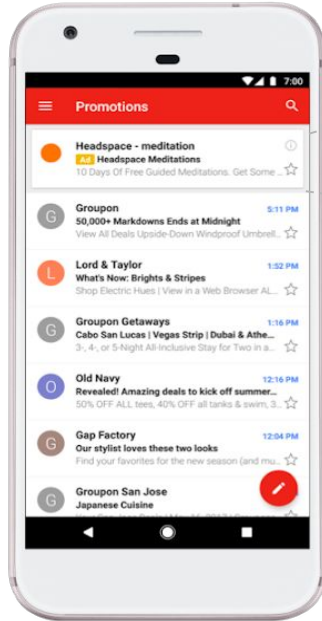 7:00
Promotions
Headspace - meditation
Ad Headspace Meditations
10 Days Of Free Guided Meditations. Get Some ...
G
Groupon 5:11 PM
50,000+ Markdowns Ends at Midnight
View All Deals Upside-Down Windproof Umbrell...
L
Lord & Taylor 1:52 PM
What's Now: Brights & Stripes
Shop Electric Hues | View in a Web Browser AL...
G
Groupon Getaways 1:16 PM
Cabo San Lucas | Vegas Strip | Dubai & Athe...
3-, 4-, or 5-Night All-Inclusive Stay for Two in a...
O
Old Navy 12:16 PM
Revealed! Amazing deals to kick off summer...
50% OFF ALL tees, 40% OFF all tanks & swim, 3...
G
Gap Factory 12:04 PM
Our stylist loves these two looks
Find your favorites for the new season (and mu...
G
Groupon San Jose
Japanese Cuisine